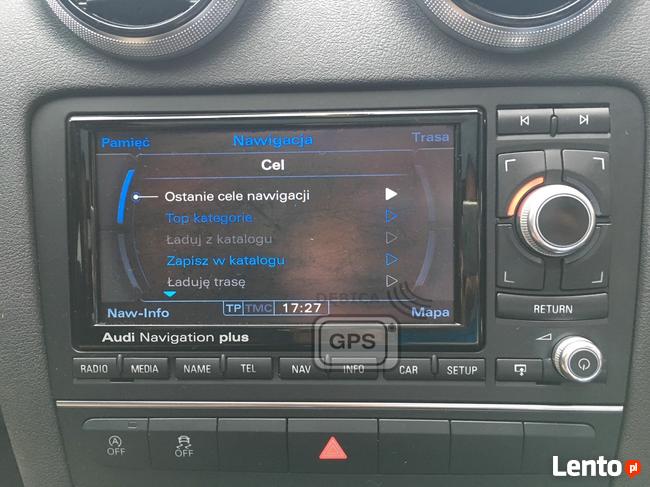 Pamięć Nawigacja Trasa
Cel
Ostanie cele nawigacji
Top kategorie
Ładuj z katalogu
Zapisz w katalogu
Ładuję trasę
DEBICA
Naw-Info TP TMC 17:27 Mapa
GPS
Audi Navigation plus
RETURN
RADIO MEDIA NAME TEL NAV INFO CAR SETUP
A OFF OFF
Lento.pl